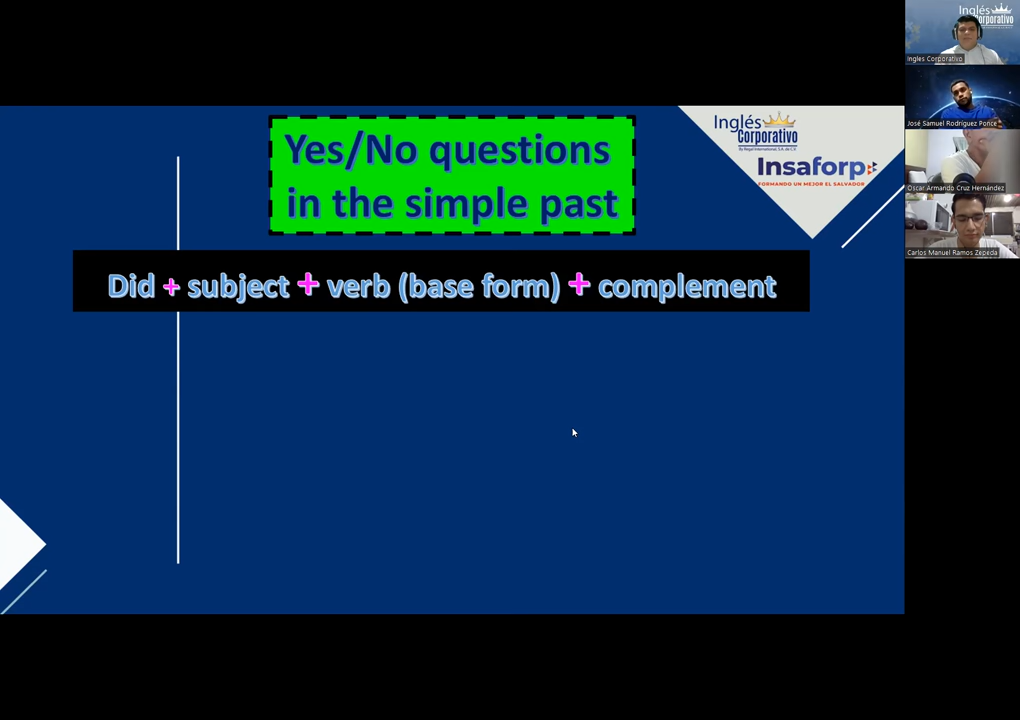 Yes/No questions
in the simple past
Did + subject + verb (base form) + complement
Inglés
Corporativo
Insaforp
FORMANDO UN MEJOR EL SALVADOR
Inglés
Corporativo
Ingles Corporativo
José Samuel Rodríguez Ponce
Oscar Armando Cruz Hernández
Carlos Manuel Ramos Zepeda